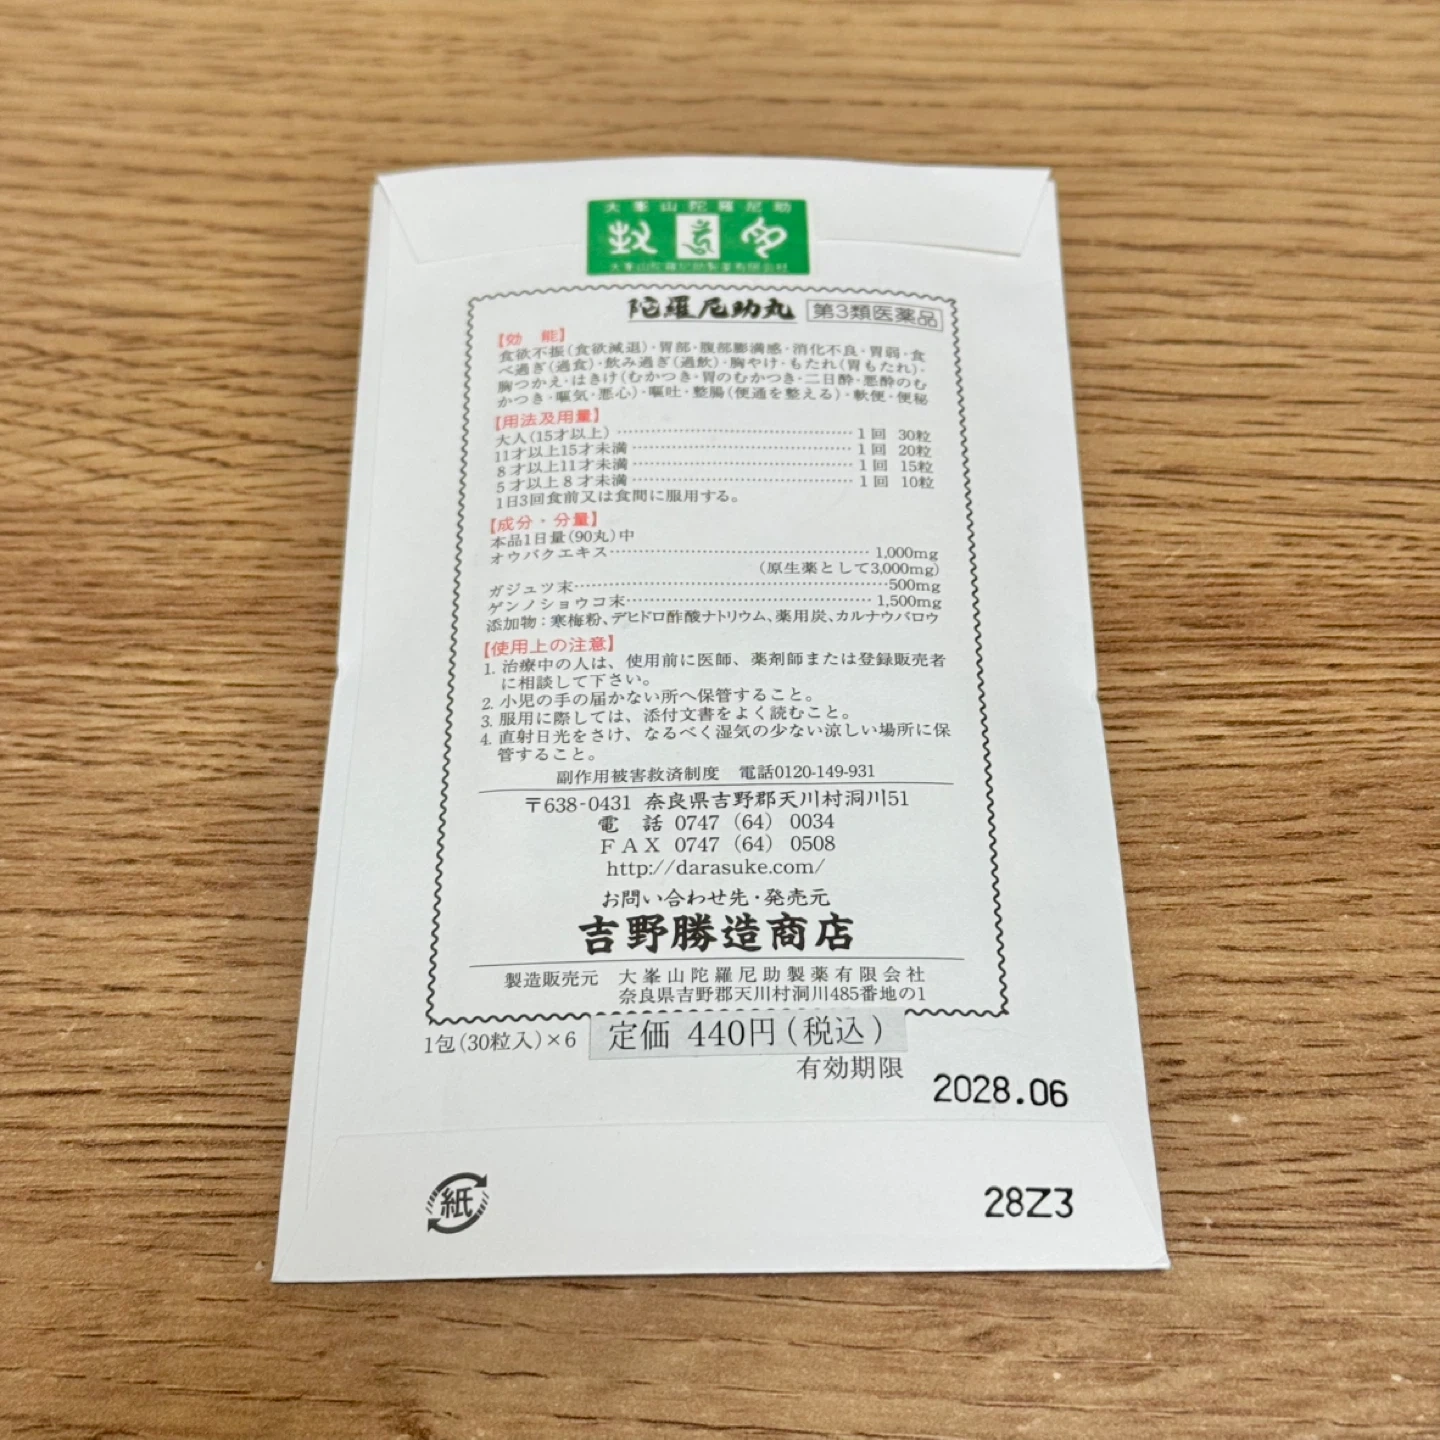 大峯山陀羅尼助
大峯山陀羅尼助製薬有限会社
陀羅尼助丸 第3類医薬品
【効 能】
食欲不振(食欲減退)・胃部・腹部膨満感・消化不良・胃弱・食
べ過ぎ(過食)・飲み過ぎ(過飲)・胸やけ・もたれ(胃もたれ)・
胸つかえ・はきけ(むかつき・胃のむかつき・二日酔・悪酔のむ
かつき・嘔気・悪心)・嘔吐・整腸(便通を整える)・軟便・便秘
【用法及用量】
大人(15才以上)……………………………1回 30粒
11才以上15才未満……………………………1回 20粒
8才以上11才未満……………………………1回 15粒
5才以上8才未満……………………………1回 10粒
1日3回食前又は食間に服用する。
【成分・分量】
本品1日量(90丸)中
オウバクエキス……………………………1,000mg
(原生薬として3,000mg)
ガジュツ末……………………………500mg
ゲンノショウコ末……………………………1,500mg
添加物：寒梅粉、デヒドロ酢酸ナトリウム、薬用炭、カルナウバロウ
【使用上の注意】
1. 治療中の人は、使用前に医師、薬剤師または登録販売者
に相談して下さい。
2. 小児の手の届かない所へ保管すること。
3. 服用に際しては、添付文書をよく読むこと。
4. 直射日光をさけ、なるべく湿気の少ない涼しい場所に保
管すること。
副作用被害救済制度 電話0120-149-931
〒638-0431 奈良県吉野郡天川村洞川51
電 話 0747 (64) 0034
FAX 0747 (64) 0508
http://darasuke.com/
お問い合わせ先・発売元
吉野勝造商店
製造販売元 大峯山陀羅尼助製薬有限会社
奈良県吉野郡天川村洞川485番地の1
1包(30粒入)×6 定価 440円(税込)
有効期限 2028.06
紙
28Z3